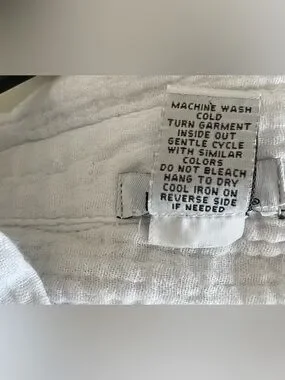 MACHINE WASH
COLD
TURN GARMENT
INSIDE OUT
GENTLE CYCLE
WITH SIMILAR
COLORS
DO NOT BLEACH
HANG TO DRY
COOL IRON ON
REVERSE SIDE
IF NEEDED